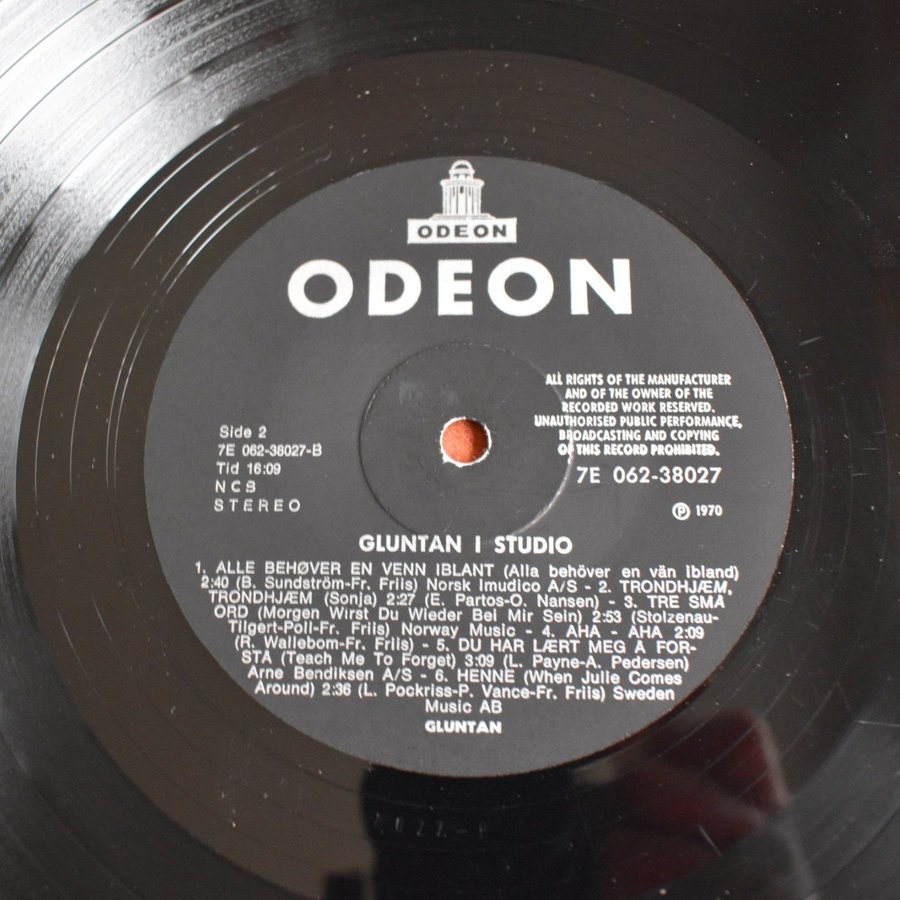 ODEON
ODEON
ALL RIGHTS OF THE MANUFACTURER
AND OF THE OWNER OF THE
RECORDED WORK RESERVED.
UNAUTHORISED PUBLIC PERFORMANCE,
BROADCASTING AND COPYING
OF THIS RECORD PROHIBITED.
7E 062-38027
℗ 1970
Side 2
7E 062-38027-B
Tid 16:09
NCB
STEREO
GLUNTAN I STUDIO
1. ALLE BEHØVER EN VENN IBLANT (Alla behöver en vän ibland)
2:40 (B. Sundström-Fr. Friis) Norsk Imudico A/S - 2. TRONDHJÆM,
TRONDHJÆM (Sonja) 2:27 (E. Partos-O. Nansen) - 3. TRE SMÅ
ORD (Morgen Wirst Du Wieder Bei Mir Sein) 2:53 (Stolzenau-
Tilgert-Poll-Fr. Friis) Norway Music - 4. AHA - AHA 2:09
(R. Wallebom-Fr. Friis) - 5. DU HAR LÆRT MEG Å FOR-
STÅ (Teach Me To Forget) 3:09 (L. Payne-A. Pedersen)
Arne Bendiksen A/S - 6. HENNE (When Julie Comes
Around) 2:36 (L. Pockriss-P. Vance-Fr. Friis) Sweden
Music AB
GLUNTAN